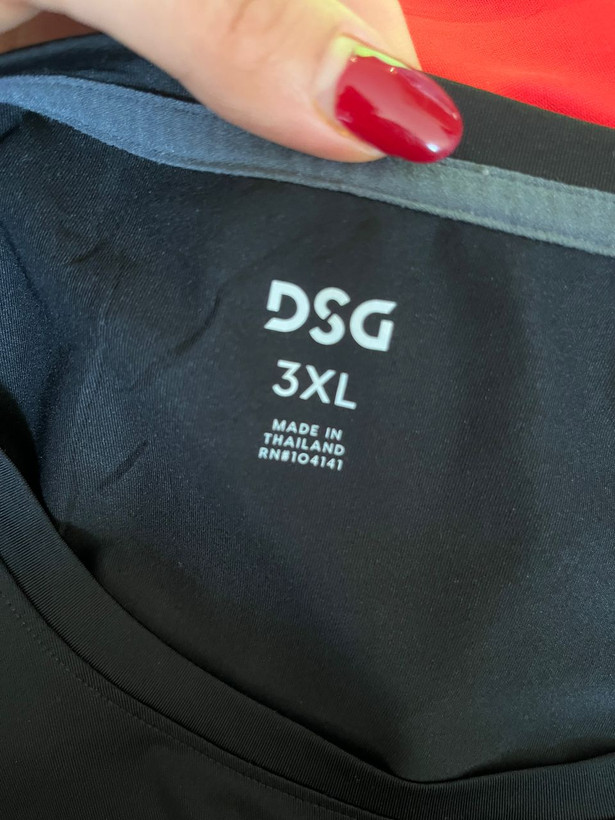 DSG
3XL
MADE IN
THAILAND
RN#104141